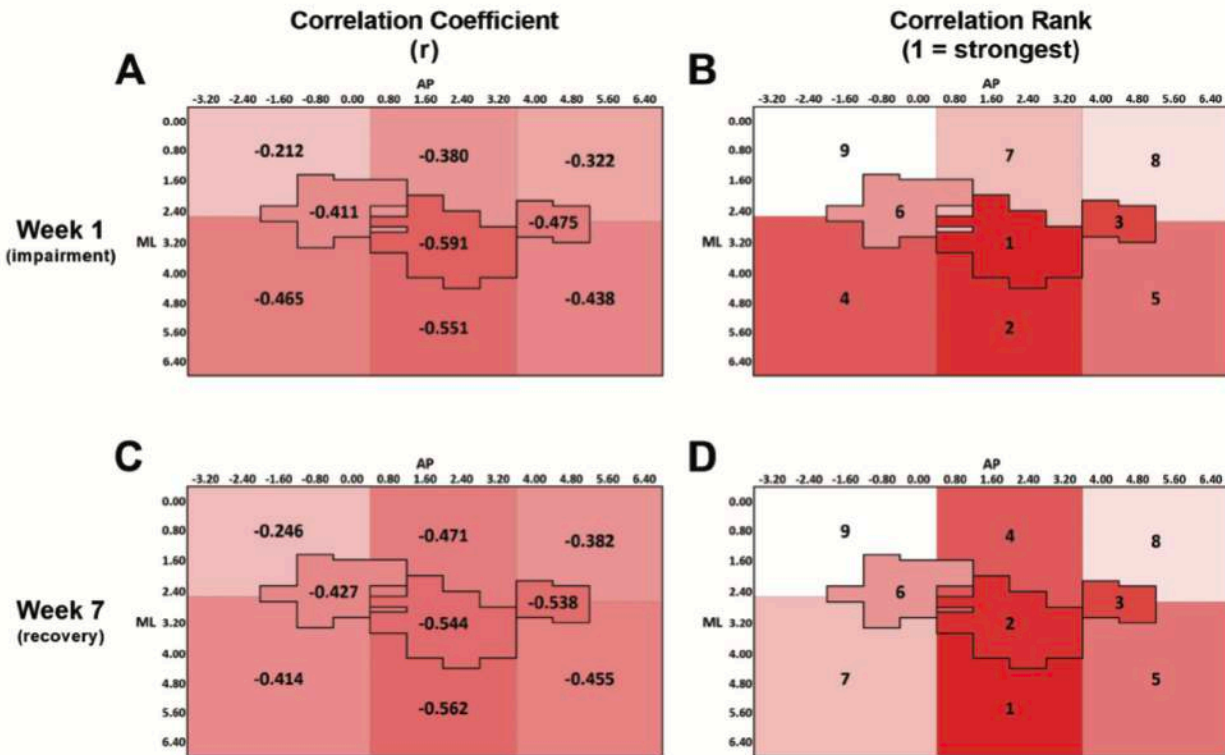 Correlation Coefficient
(r)
Correlation Rank
(1 = strongest)
A
AP
-3.20 -2.40 -1.60 -0.80 0.00 0.80 1.60 2.40 3.20 4.00 4.80 5.60 6.40
0.00
0.80
1.60
2.40
ML 3.20
4.00
4.80
5.60
6.40
-0.212
-0.380
-0.322
-0.411
-0.475
-0.591
-0.465
-0.438
-0.551
B
AP
-3.20 -2.40 -1.60 -0.80 0.00 0.80 1.60 2.40 3.20 4.00 4.80 5.60 6.40
0.00
0.80
1.60
2.40
ML 3.20
4.00
4.80
5.60
6.40
9
7
8
6
3
1
4
5
2
Week 1
(impairment)
C
AP
-3.20 -2.40 -1.60 -0.80 0.00 0.80 1.60 2.40 3.20 4.00 4.80 5.60 6.40
0.00
0.80
1.60
2.40
ML 3.20
4.00
4.80
5.60
6.40
-0.246
-0.471
-0.382
-0.427
-0.538
-0.544
-0.414
-0.455
-0.562
D
AP
-3.20 -2.40 -1.60 -0.80 0.00 0.80 1.60 2.40 3.20 4.00 4.80 5.60 6.40
0.00
0.80
1.60
2.40
ML 3.20
4.00
4.80
5.60
6.40
9
4
8
6
3
2
7
5
1
Week 7
(recovery)